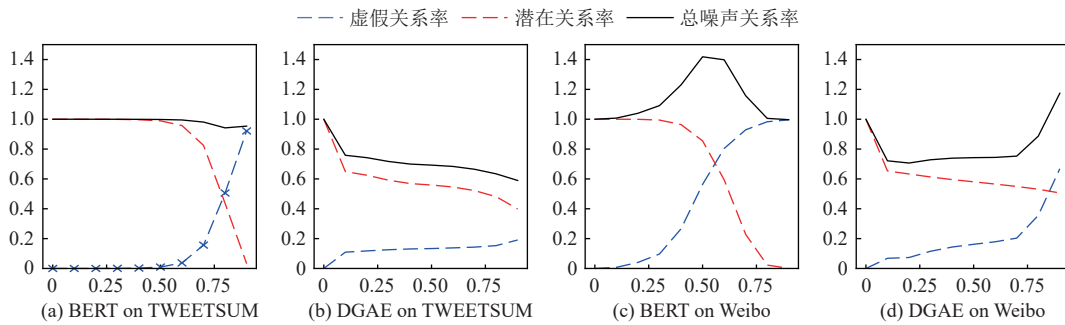 虚假关系率 潜在关系率 总噪声关系率
1.4 1.4 1.4 1.4
1.2 1.2 1.2 1.2
1.0 1.0 1.0 1.0
0.8 0.8 0.8 0.8
0.6 0.6 0.6 0.6
0.4 0.4 0.4 0.4
0.2 0.2 0.2 0.2
0 0 0 0
0 0.25 0.50 0.75 0 0.25 0.50 0.75 0 0.25 0.50 0.75 0 0.25 0.50 0.75
(a) BERT on TWEETSUM (b) DGAE on TWEETSUM (c) BERT on Weibo (d) DGAE on Weibo